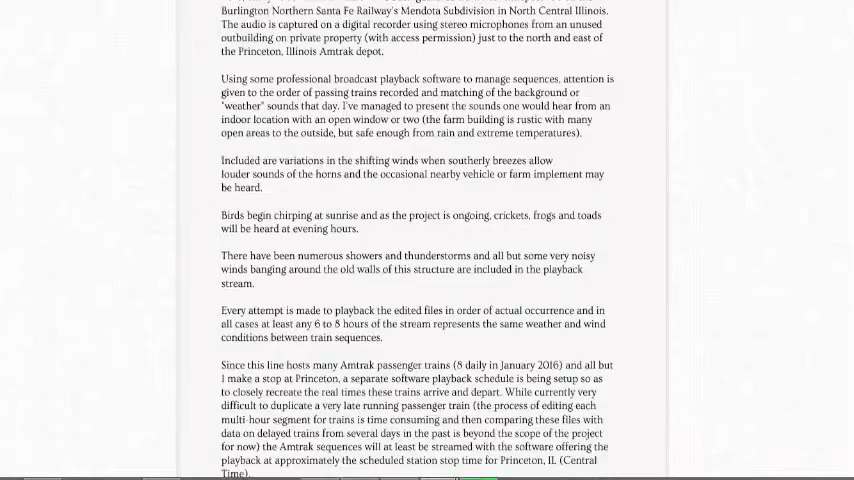 Burlington Northern Santa Fe Railway's Mendota Subdivision in North Central Illinois.
The audio is captured on a digital recorder using stereo microphones from an unused
outbuilding on private property (with access permission) just to the north and east of
the Princeton, Illinois Amtrak depot.
Using some professional broadcast playback software to manage sequences, attention is
given to the order of passing trains recorded and matching of the background or
"weather" sounds that day. I've managed to present the sounds one would hear from an
indoor location with an open window or two (the farm building is rustic with many
open areas to the outside, but safe enough from rain and extreme temperatures).
Included are variations in the shifting winds when southerly breezes allow
louder sounds of the horns and the occasional nearby vehicle or farm implement may
be heard.
Birds begin chirping at sunrise and as the project is ongoing, crickets, frogs and toads
will be heard at evening hours.
There have been numerous showers and thunderstorms and all but some very noisy
winds banging around the old walls of this structure are included in the playback
stream.
Every attempt is made to playback the edited files in order of actual occurrence and in
all cases at least any 6 to 8 hours of the stream represents the same weather and wind
conditions between train sequences.
Since this line hosts many Amtrak passenger trains (8 daily in January 2016) and all but
1 make a stop at Princeton, a separate software playback schedule is being setup so as
to closely recreate the real times these trains arrive and depart. While currently very
difficult to duplicate a very late running passenger train (the process of editing each
multi-hour segment for trains is time consuming and then comparing these files with
data on delayed trains from several days in the past is beyond the scope of the project
for now) the Amtrak sequences will at least be streamed with the software offering the
playback at approximately the scheduled station stop time for Princeton, IL (Central
Time).